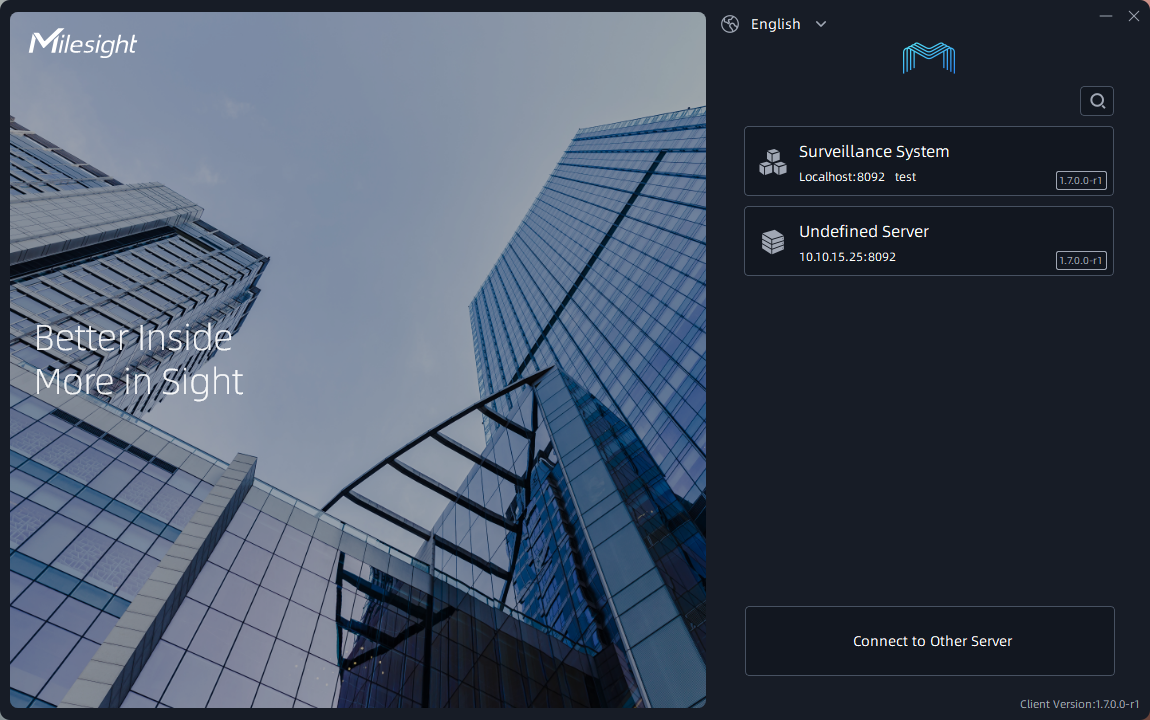 Milesight
Better Inside
More in Sight
English
Surveillance System
Localhost:8092 test
1.7.0.0-r1
Undefined Server
10.10.15.25:8092
1.7.0.0-r1
Connect to Other Server
Client Version:1.7.0.0-r1